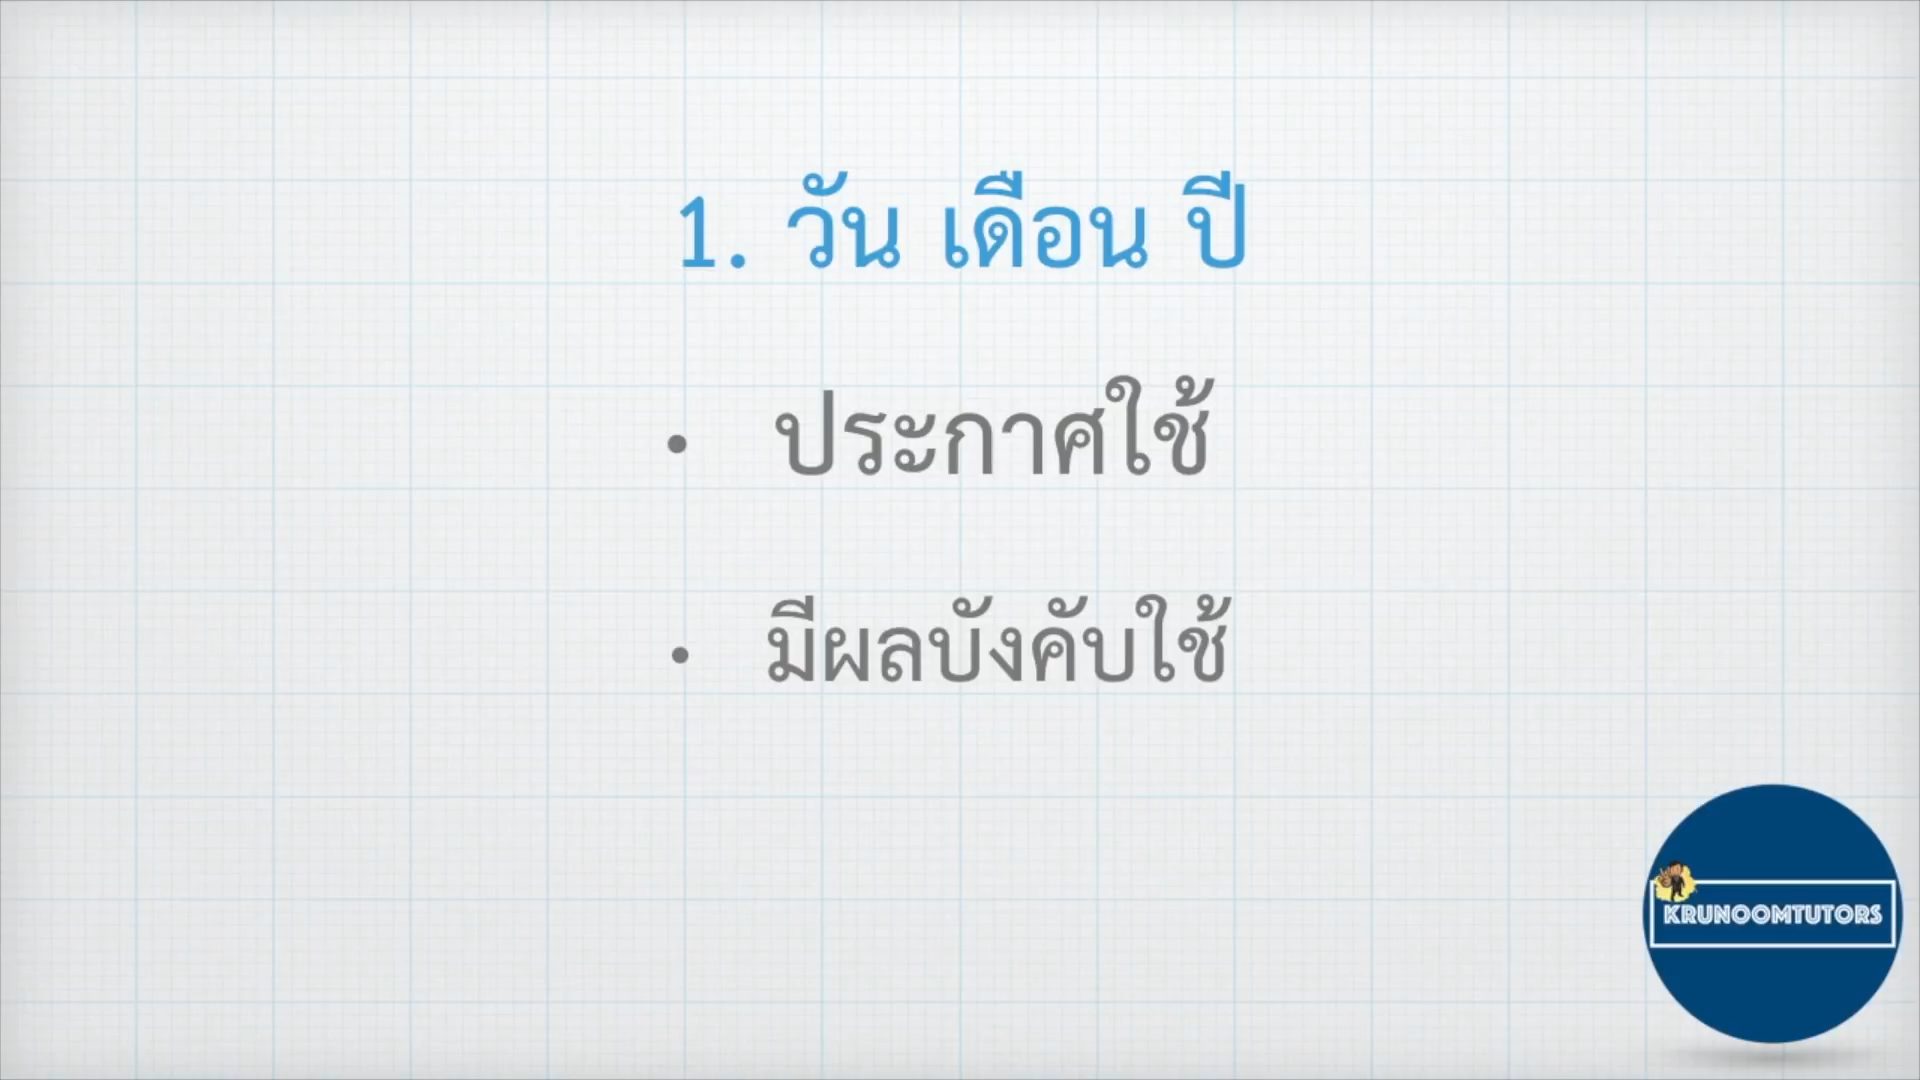 1. วัน เดือน ปี
• ประกาศใช้
• มีผลบังคับใช้
KRUNOOMTUTORS